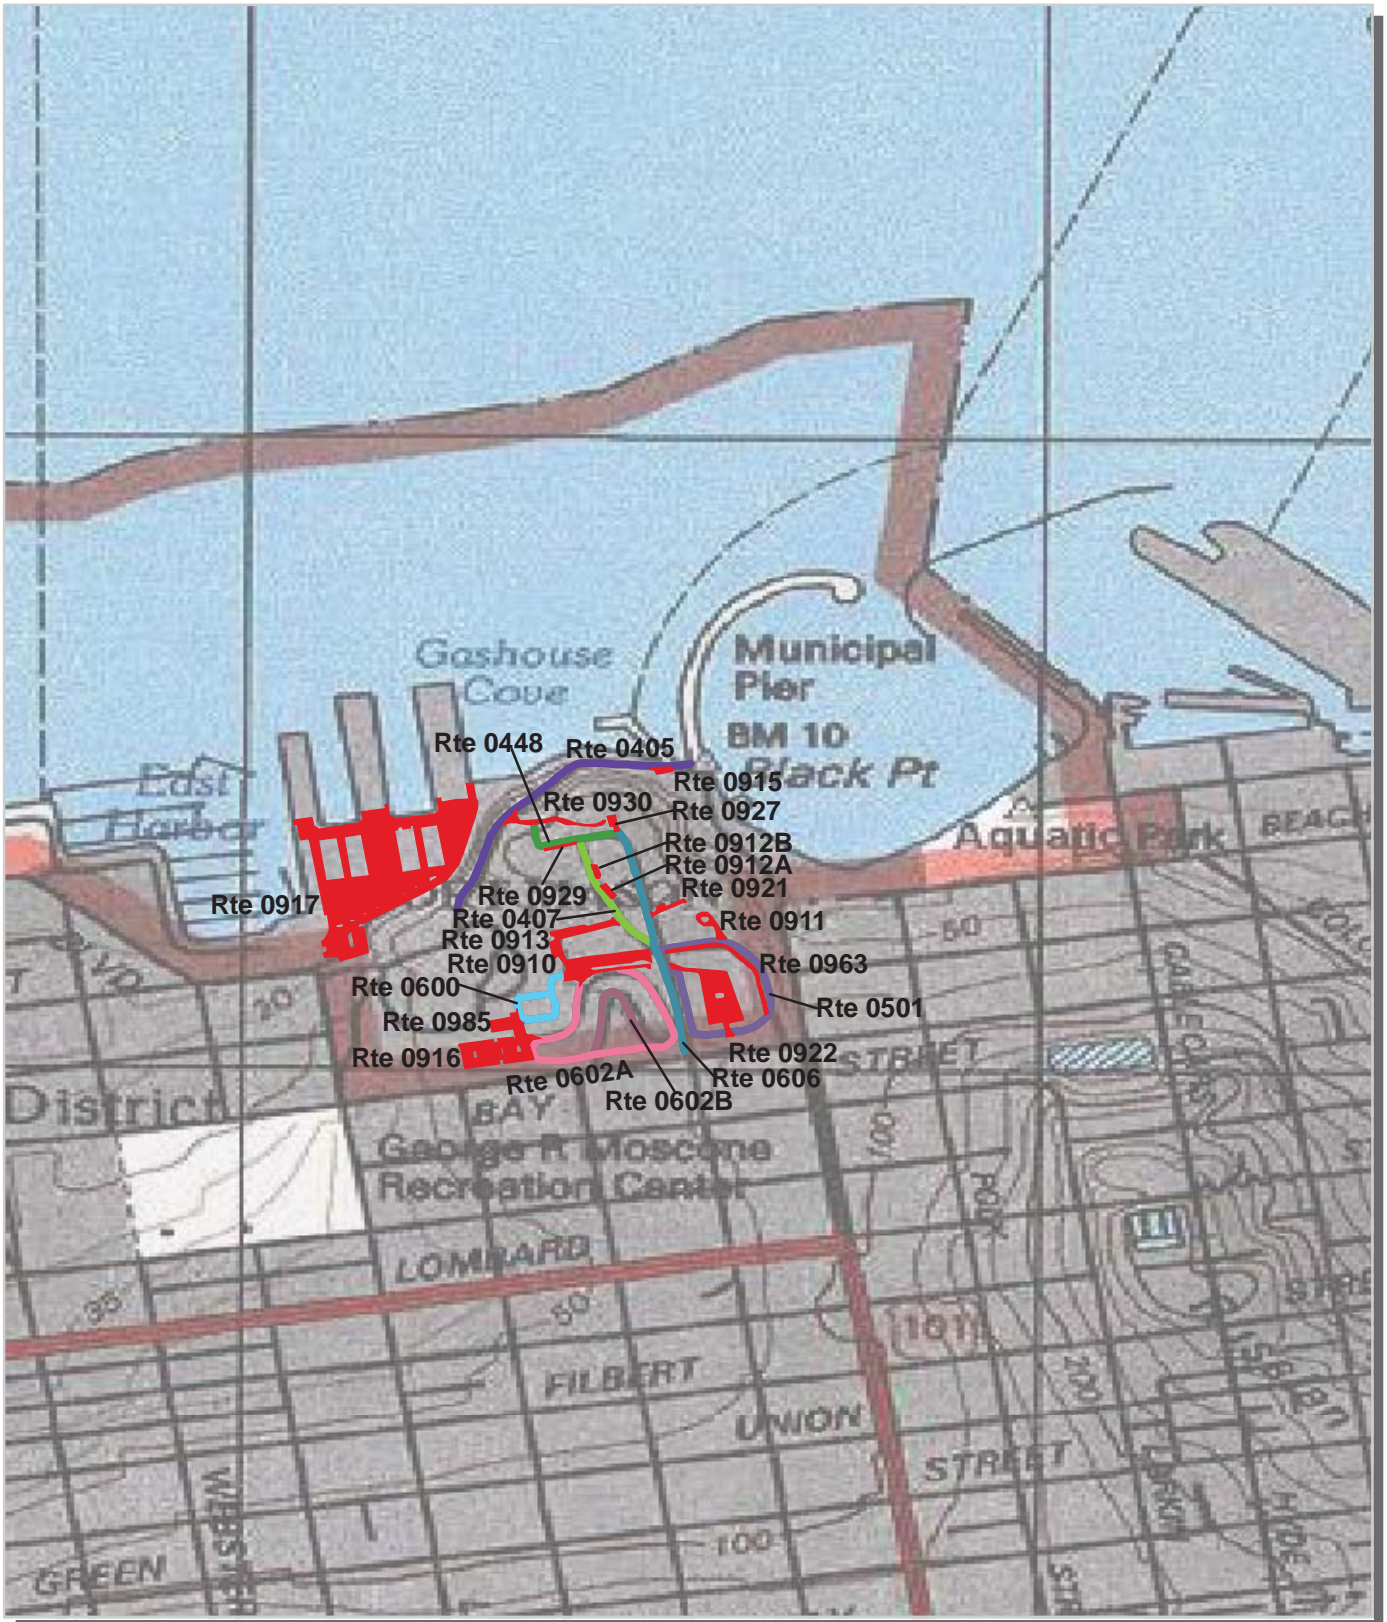 Gashouse
Cove
Municipal
Pier
BM 10
Black Pt
Rte 0448
Rte 0405
East
Harbor
Rte 0915
Rte 0930
Rte 0927
Aquatic Park
BEACH
Rte 0912B
Rte 0912A
Rte 0929
Rte 0921
Rte 0917
Rte 0407
Rte 0911
50
Rte 0913
Rte 0910
Rte 0963
Rte 0600
20
Rte 0501
Rte 0985
Rte 0916
Rte 0922
STREET
Rte 0602A
Rte 0606
Rte 0602B
District
BAY
100
George R Moscone
Recreation Center
POLK
LOMBARD
35
50
101
200
FILBERT
UNION
STREET
LARKIN
HYDE
WEBSTER
100
GREEN
STR